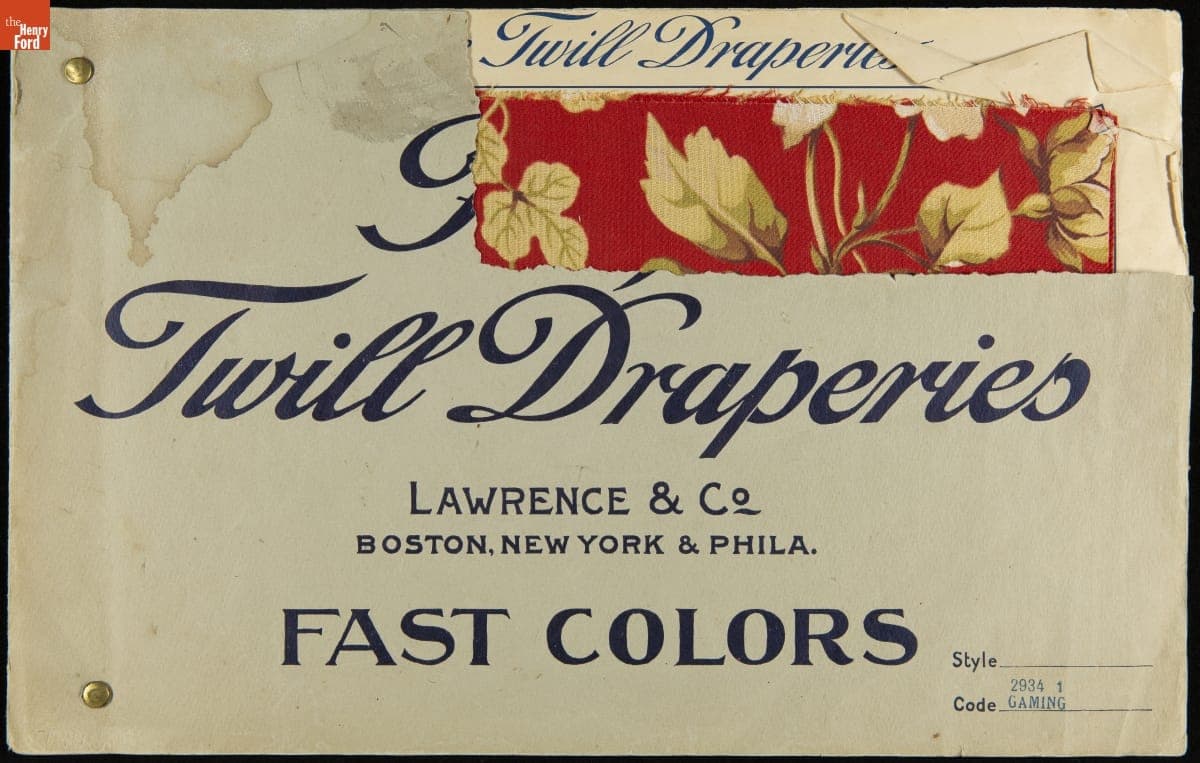 the
Henry
Ford
Twill Draperies
Twill Draperies
LAWRENCE & Co
BOSTON, NEW YORK & PHILA.
FAST COLORS
Style
2934 1
Code GAMING